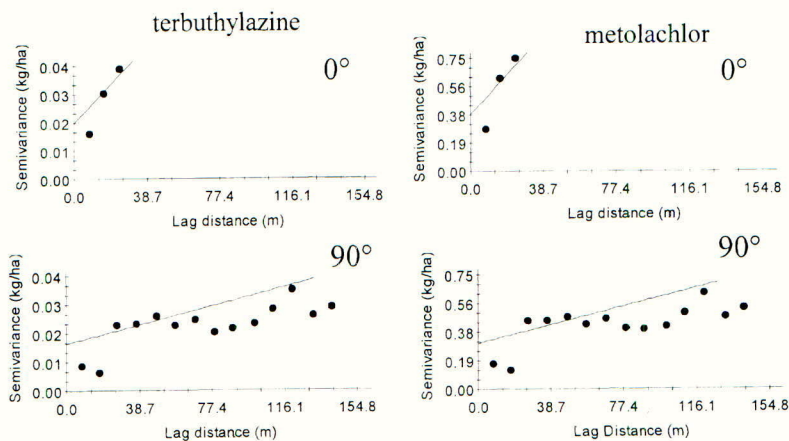 terbuthylazine
0°
Semivariance (kg/ha)
0.04
0.03
0.02
0.01
0.00
0.0 38.7 77.4 116.1 154.8
Lag distance (m)
metolachlor
0°
Semivariance (kg/ha)
0.75
0.56
0.38
0.19
0.00
0.0 38.7 77.4 116.1 154.8
Lag distance (m)
90°
Semivariance (kg/ha)
0.04
0.03
0.02
0.01
0.00
0.0 38.7 77.4 116.1 154.8
Lag distance (m)
90°
Semivariance (kg/ha)
0.75
0.56
0.38
0.19
0.00
0.0 38.7 77.4 116.1 154.8
Lag Distance (m)